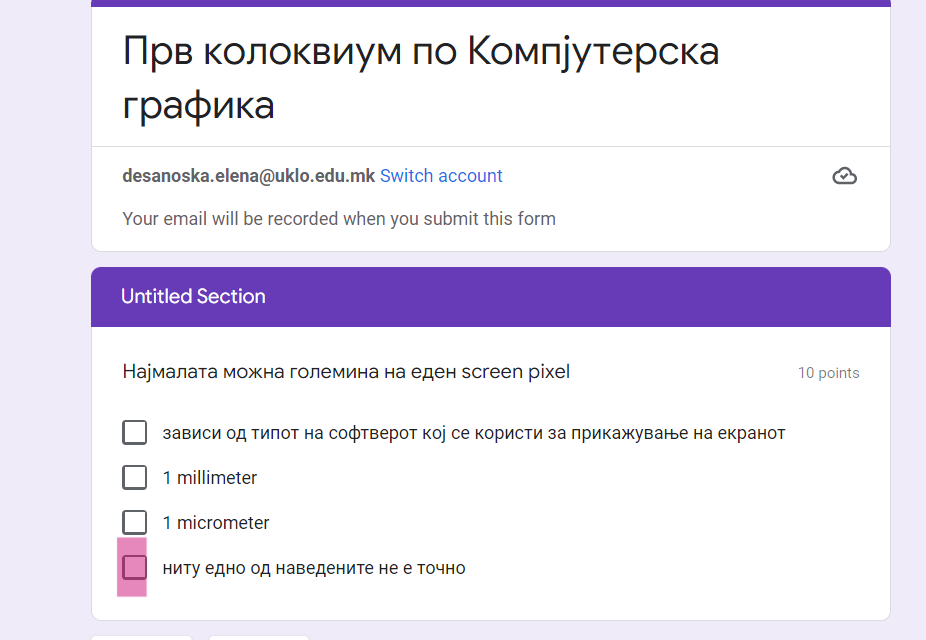 Прв колоквиум по Компјутерска
графика
desanoska.elena@uklo.edu.mk Switch account
Your email will be recorded when you submit this form
Untitled Section
Најмалата можна големина на еден screen pixel
10 points
зависи од типот на софтверот кој се користи за прикажување на екранот
1 millimeter
1 micrometer
ниту едно од наведените не е точно